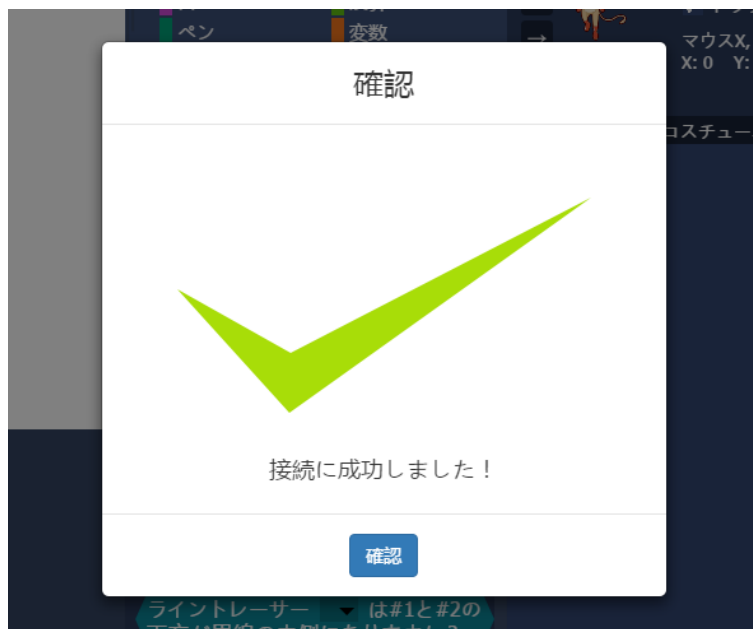 ペン
変数
マウスX,
X: 0 Y:
確認
コスチュー
接続に成功しました！
確認
ライントレーサー は#1と#2の